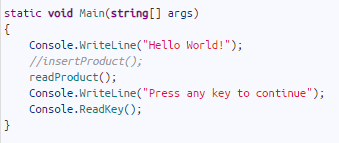 static void Main(string[] args)
{
    Console.WriteLine("Hello World!");
    //insertProduct();
    readProduct();
    Console.WriteLine("Press any key to continue");
    Console.ReadKey();
}